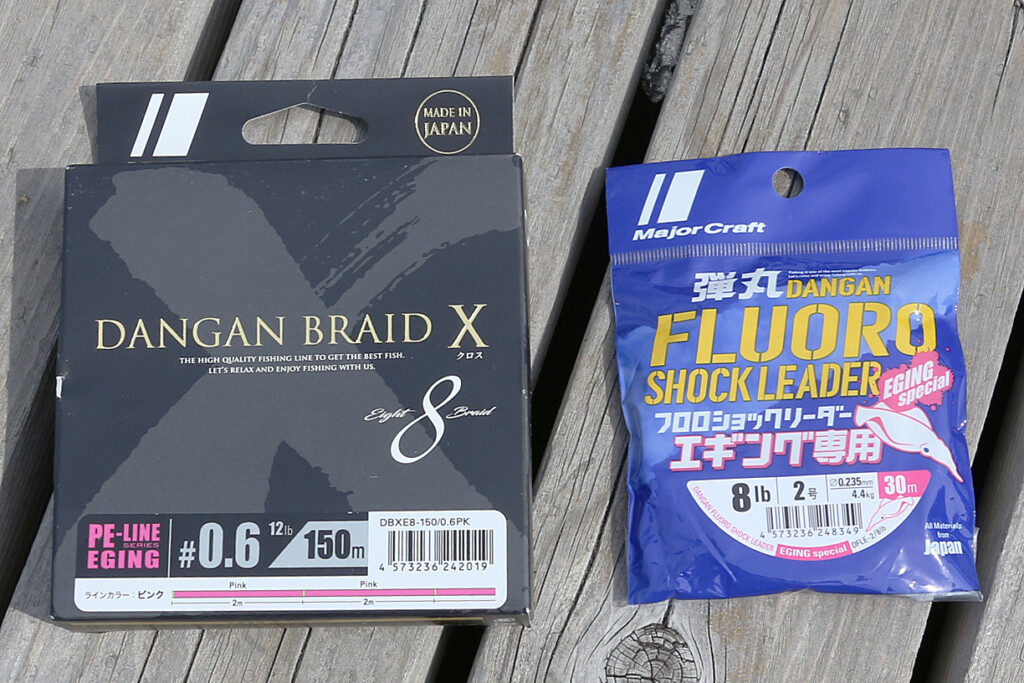 MADE IN
JAPAN
DANGAN BRAID X
クロス
THE HIGH QUALITY FISHING LINE TO GET THE BEST FISH.
LET'S RELAX AND ENJOY FISHING WITH US.
Eight 8 Braid
PE-LINE
SERIES
EGING
#0.6 12lb 150m
DBXE8-150/0.6PK
4 573236 242019
ラインカラー：ピンク
Pink Pink
2m 2m
Major Craft
弾丸 DANGAN
FLUORO
SHOCK LEADER
EGING
special
フロロショックリーダー
エギング専用
8lb 2号 ∅0.235mm 4.4kg 30m
4 573236 248349
DANGAN FLUORO SHOCK LEADER
EGING special
DFLE-2/8lb
All Materials
from
Japan